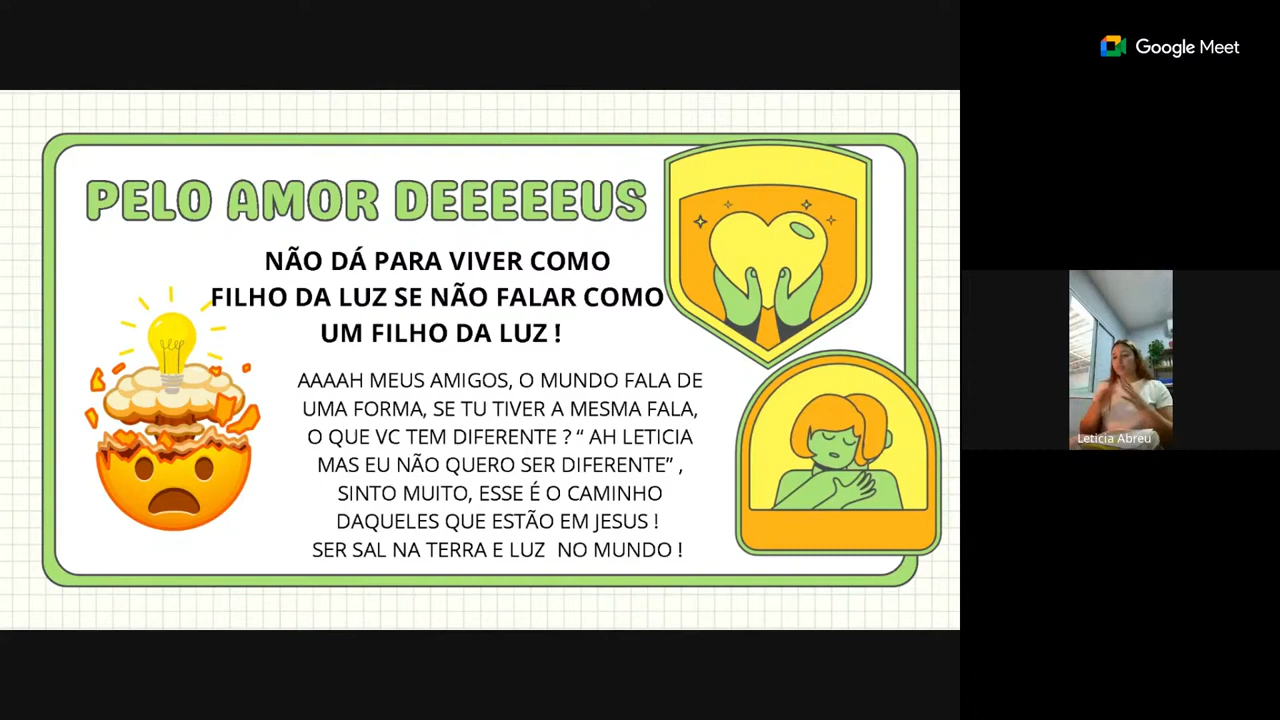 PELO AMOR DEEEEEUS
NÃO DÁ PARA VIVER COMO
FILHO DA LUZ SE NÃO FALAR COMO
UM FILHO DA LUZ !
AAAAH MEUS AMIGOS, O MUNDO FALA DE
UMA FORMA, SE TU TIVER A MESMA FALA,
O QUE VC TEM DIFERENTE ? “ AH LETICIA
MAS EU NÃO QUERO SER DIFERENTE” ,
SINTO MUITO, ESSE É O CAMINHO
DAQUELES QUE ESTÃO EM JESUS !
SER SAL NA TERRA E LUZ NO MUNDO !
Google Meet
Leticia Abreu